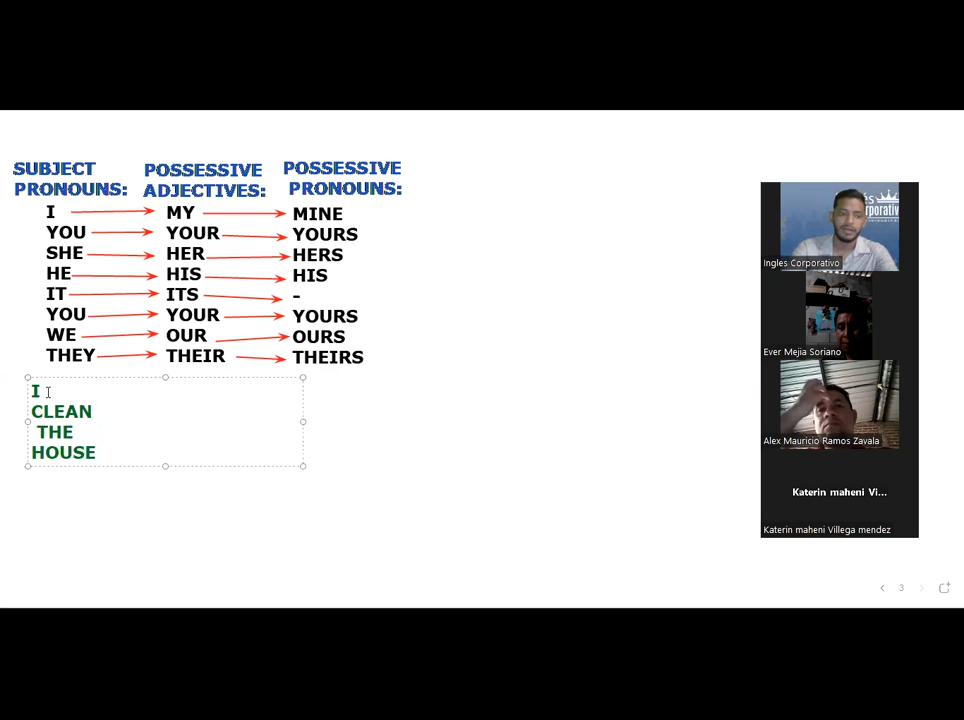 SUBJECT PRONOUNS:
POSSESSIVE ADJECTIVES:
POSSESSIVE PRONOUNS:
I MY MINE
YOU YOUR YOURS
SHE HER HERS
HE HIS HIS
IT ITS -
YOU YOUR YOURS
WE OUR OURS
THEY THEIR THEIRS
I
CLEAN
THE
HOUSE
Ingles Corporativo
Ever Mejia Soriano
Alex Mauricio Ramos Zavala
Katerin maheni Vi...
Katerin maheni Villega mendez
3